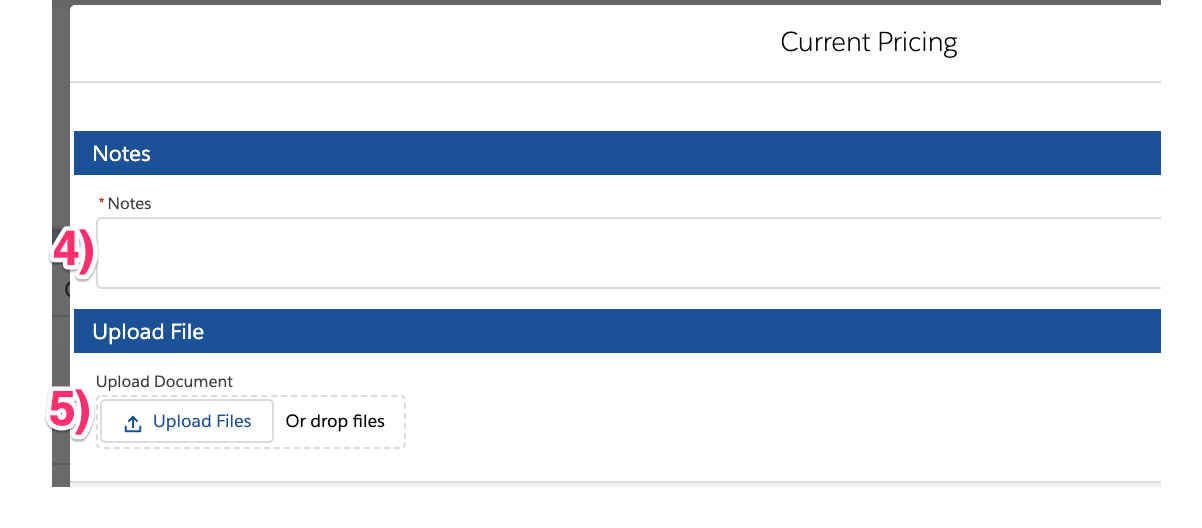 Current Pricing
Notes
* Notes
4)
Upload File
Upload Document
5)
Upload Files Or drop files